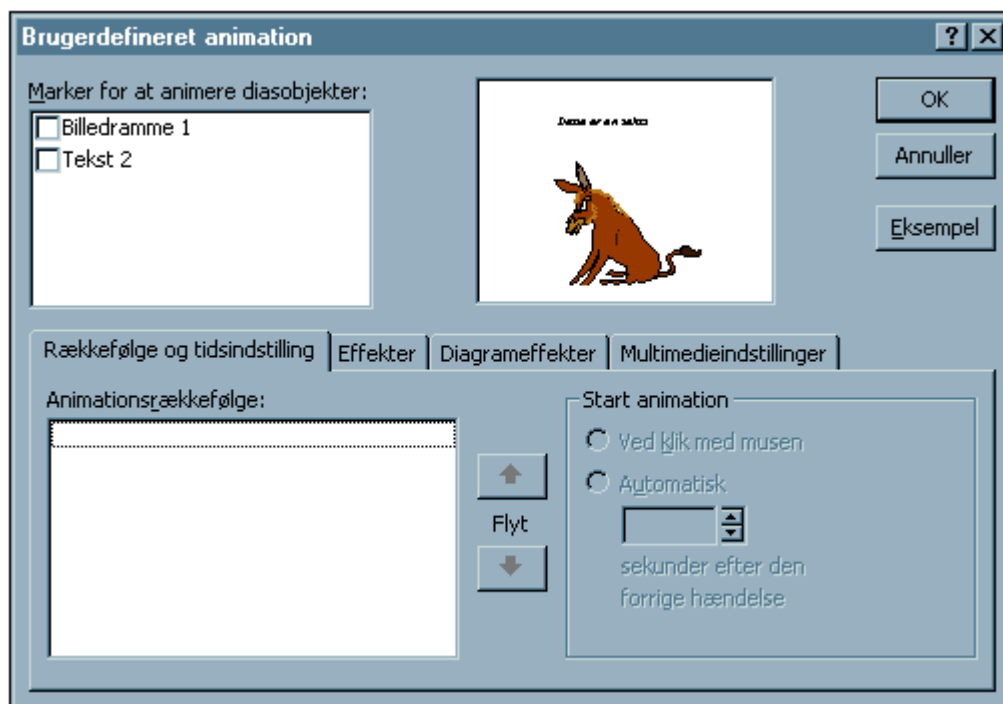 Brugerdefineret animation
Marker for at animere diasobjekter:
Billedramme 1
Tekst 2
OK
Annuller
Eksempel
Rækkefølge og tidsindstilling
Effekter
Diagrameffekter
Multimedieindstillinger
Animationsrækkefølge:
Flyt
Start animation
Ved klik med musen
Automatisk
sekunder efter den
forrige hændelse